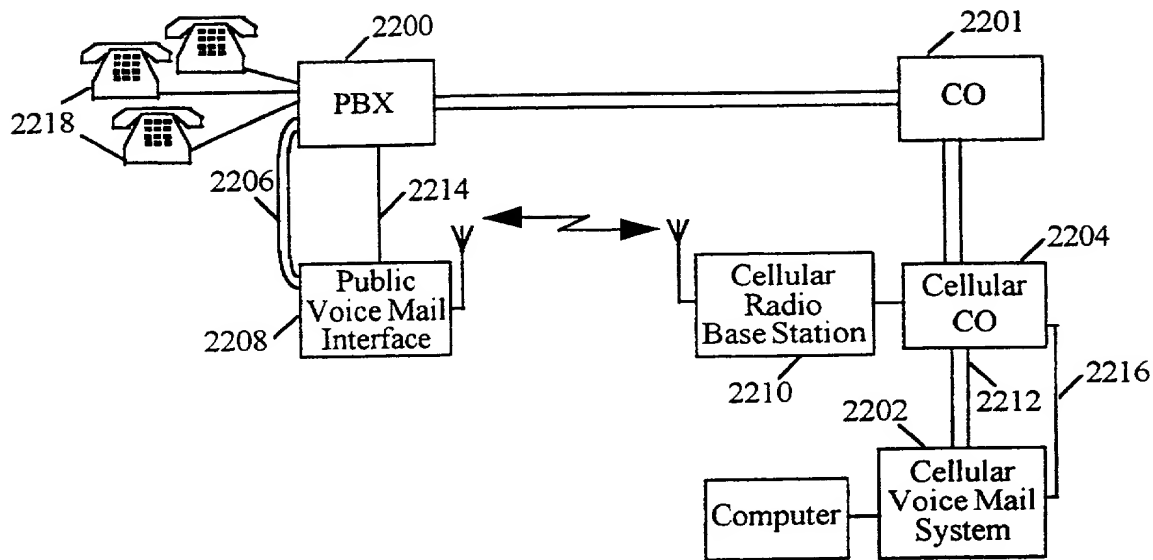 2200
2201
PBX
CO
2218
2206
2214
2204
Public
Voice Mail
Interface
Cellular
Radio
Base Station
Cellular
CO
2208
2210
2212
2216
2202
Cellular
Voice Mail
System
Computer